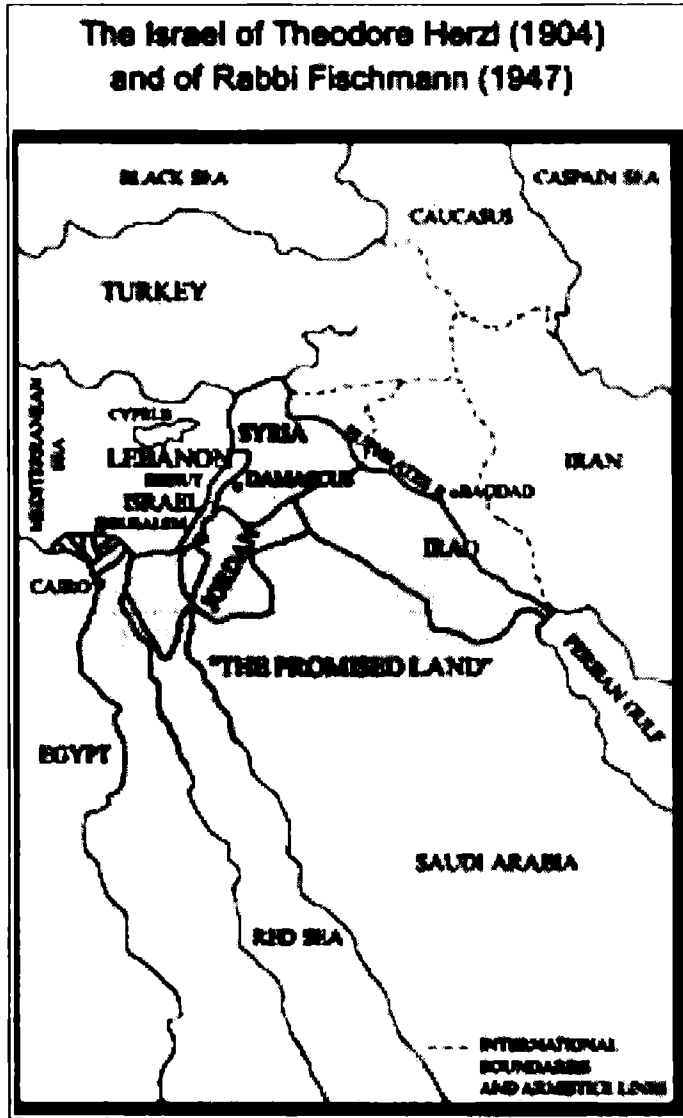 The Israel of Theodore Herzl (1904)
and of Rabbi Fischmann (1947)
BLACK SEA
CASPAIN SEA
CAUCASUS
TURKEY
MEDITERRANEAN
SEA
CYPRUS
SYRIA
LEBANON
BEIRUT
DAMASCUS
EUPHRATES
BAGDAD
IRAN
ISRAEL
JERUSALEM
JORDAN
IRAQ
CAIRO
"THE PROMISED LAND"
PERSIAN GULF
EGYPT
SAUDI ARABIA
RED SEA
INTERNATIONAL
BOUNDARIES
AND ARMISTICE LINES